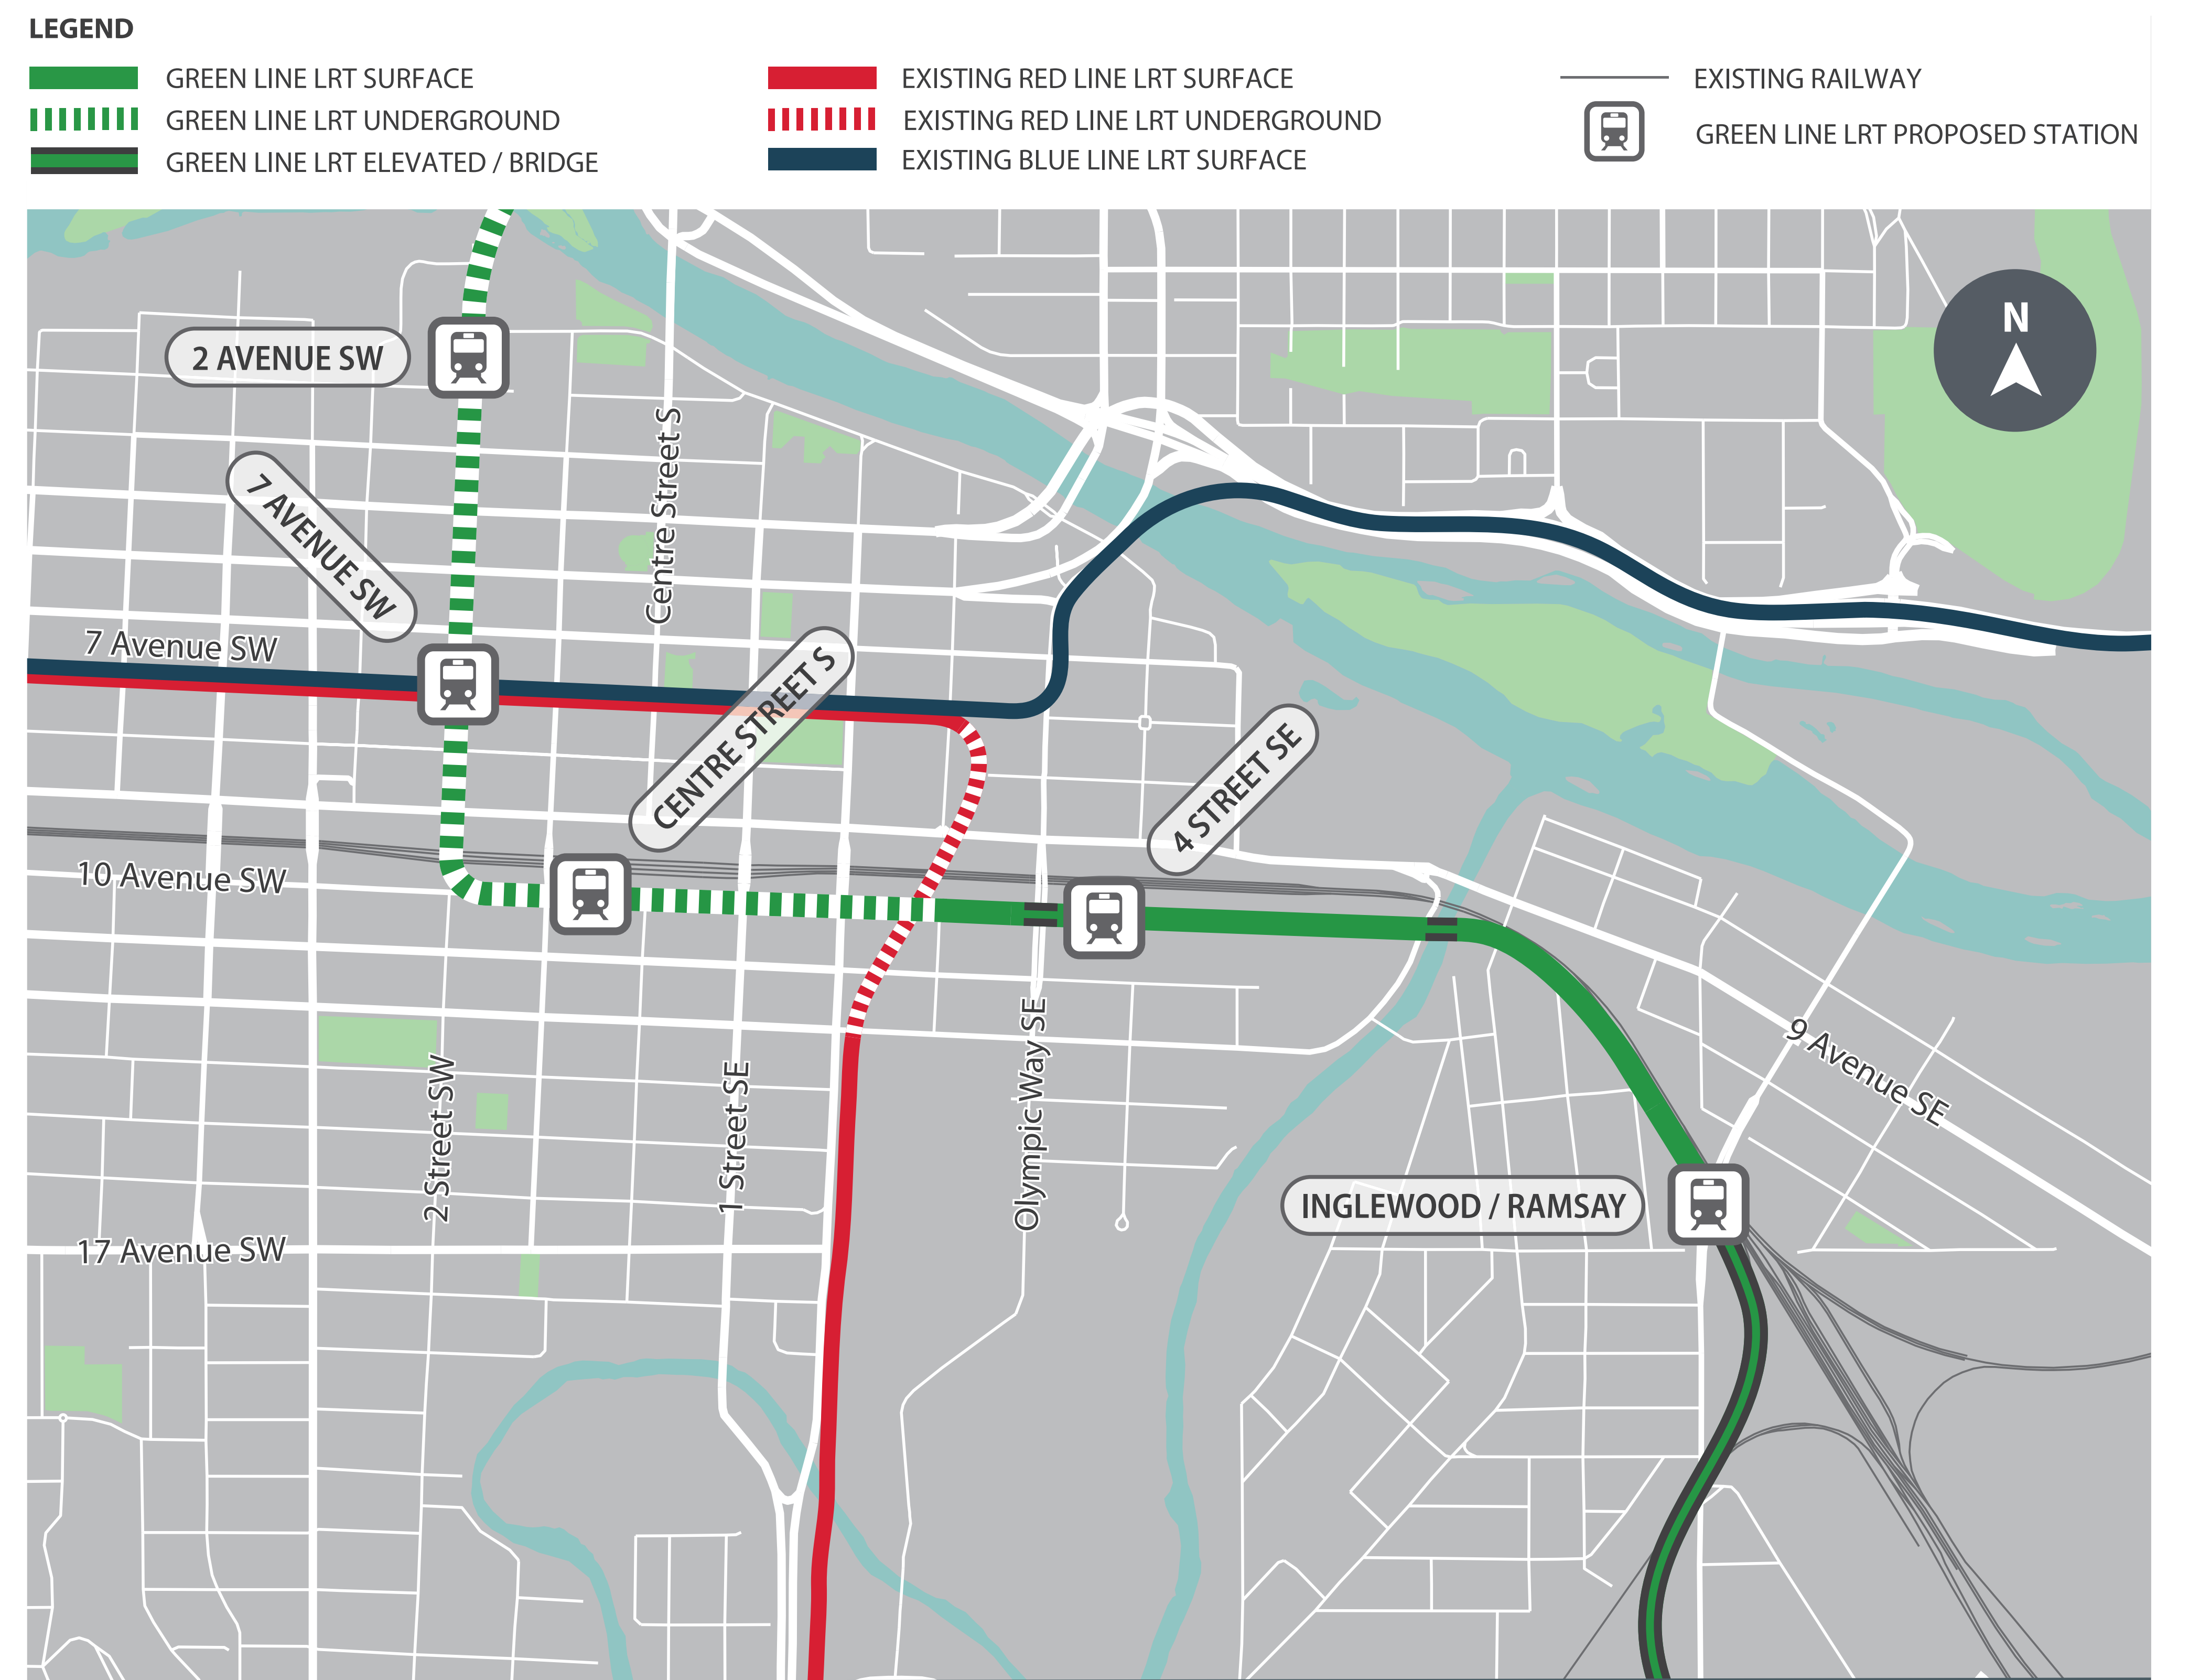 LEGEND
GREEN LINE LRT SURFACE
GREEN LINE LRT UNDERGROUND
GREEN LINE LRT ELEVATED / BRIDGE
EXISTING RED LINE LRT SURFACE
EXISTING RED LINE LRT UNDERGROUND
EXISTING BLUE LINE LRT SURFACE
EXISTING RAILWAY
GREEN LINE LRT PROPOSED STATION
N
2 AVENUE SW
Centre Street S
7 AVENUE SW
7 Avenue SW
CENTRE STREET S
4 STREET SE
10 Avenue SW
2 Street SW
1 Street SE
Olympic Way SE
9 Avenue SE
INGLEWOOD / RAMSAY
17 Avenue SW